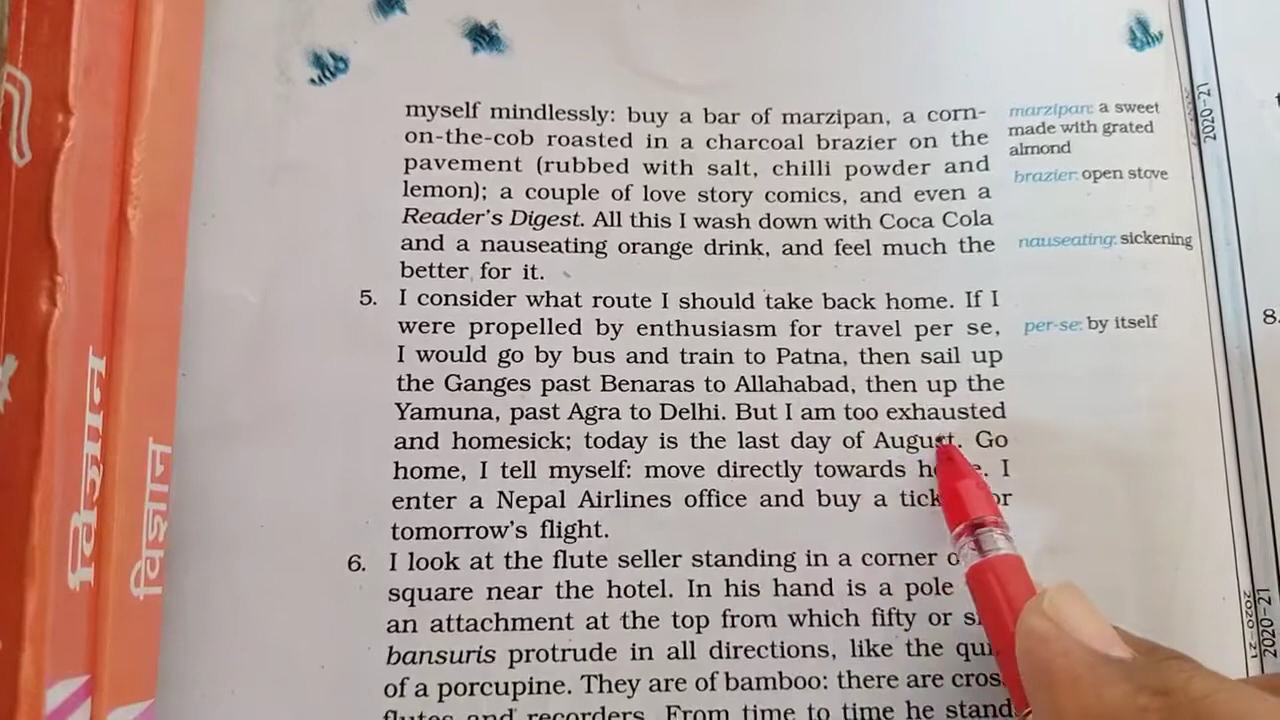 myself mindlessly: buy a bar of marzipan, a corn-
on-the-cob roasted in a charcoal brazier on the
pavement (rubbed with salt, chilli powder and
lemon); a couple of love story comics, and even a
Reader's Digest. All this I wash down with Coca Cola
and a nauseating orange drink, and feel much the
better for it.
marzipan: a sweet
made with grated
almond
brazier: open stove
nauseating: sickening
5. I consider what route I should take back home. If I
were propelled by enthusiasm for travel per se,
I would go by bus and train to Patna, then sail up
the Ganges past Benaras to Allahabad, then up the
Yamuna, past Agra to Delhi. But I am too exhausted
and homesick; today is the last day of August. Go
home, I tell myself: move directly towards I
enter a Nepal Airlines office and buy a
tomorrow's flight.
per-se: by itself
6. I look at the flute seller standing in a corner
square near the hotel. In his hand is a pole
an attachment at the top from which fifty or
bansuris protrude in all directions, like the
of a porcupine. They are of bamboo: there are
flutes and recorders. From time to time he
8.
2020-21
2020-21
2020-21
विज्ञान
विज्ञान